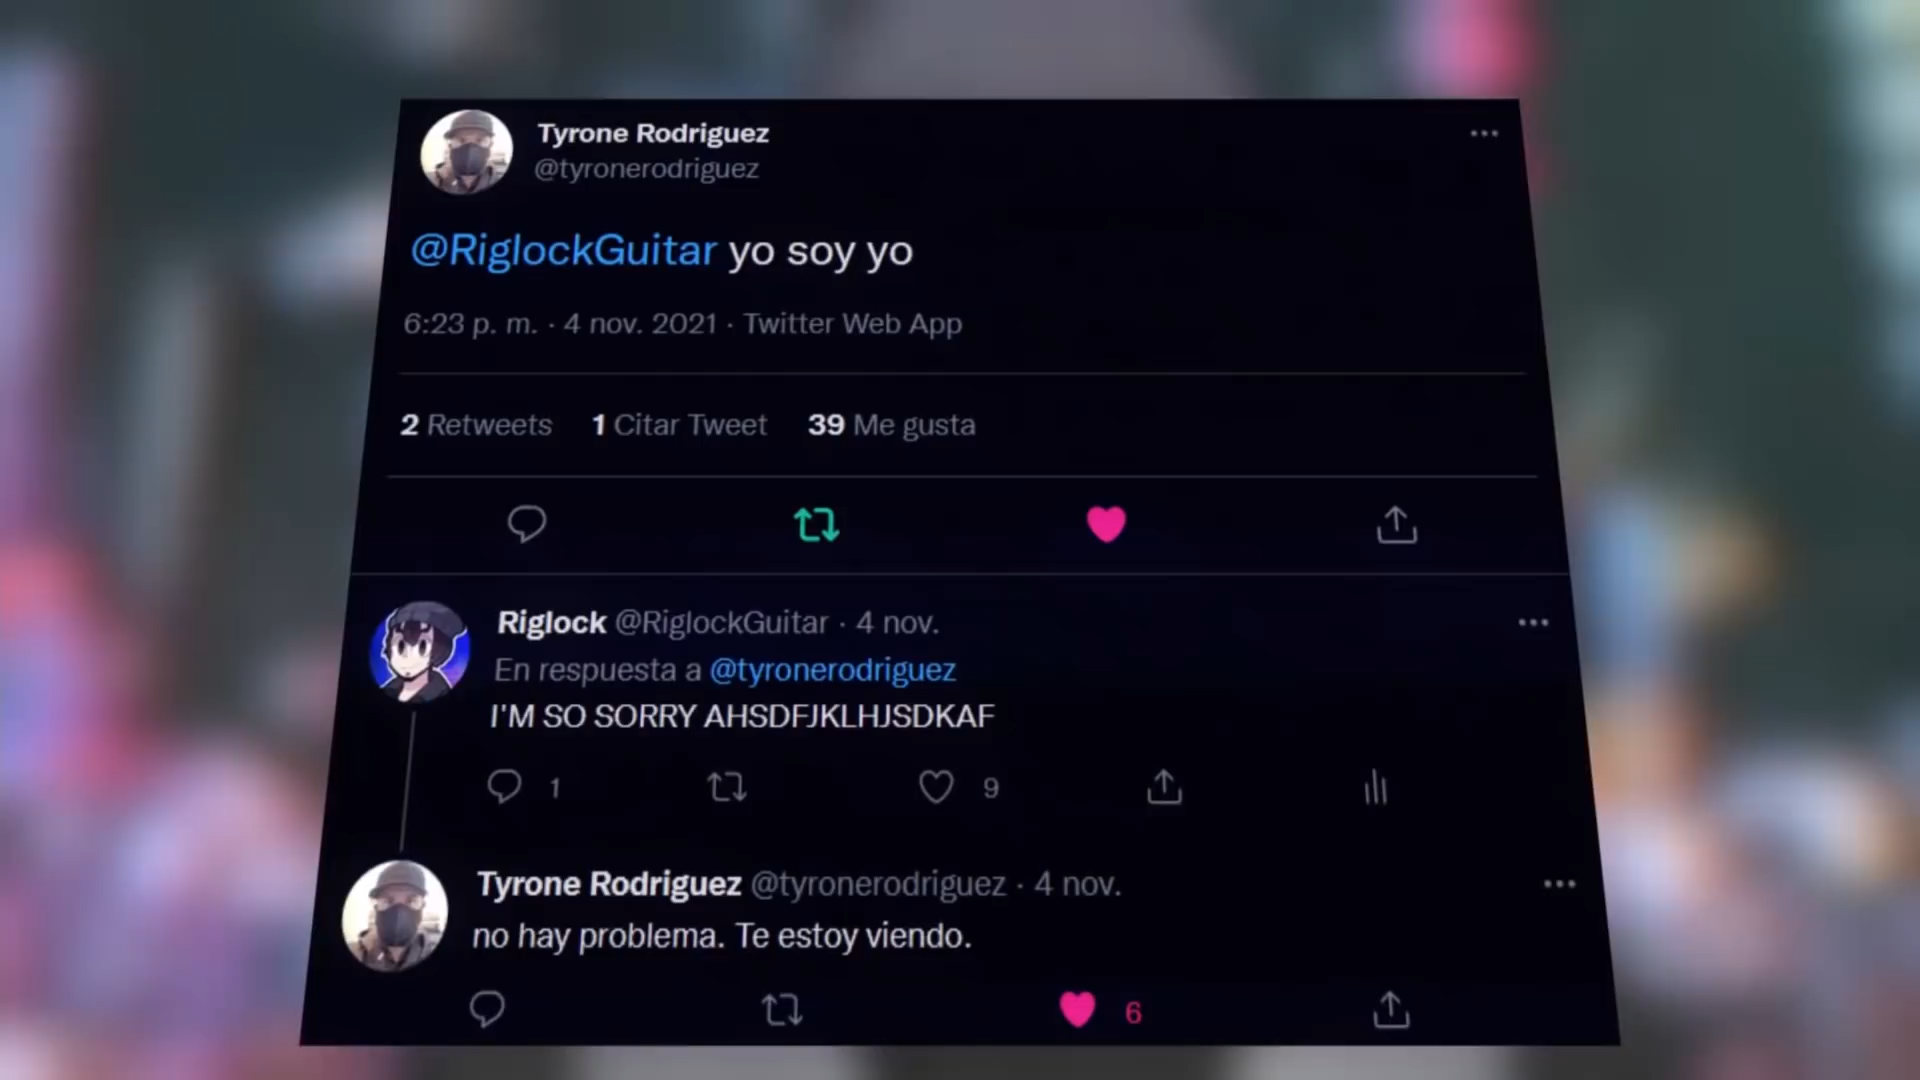 Tyrone Rodriguez
@tyronerodriguez
@RiglockGuitar yo soy yo
6:23 p. m. · 4 nov. 2021 · Twitter Web App
2 Retweets 1 Citar Tweet 39 Me gusta
Riglock @RiglockGuitar · 4 nov.
En respuesta a @tyronerodriguez
I'M SO SORRY AHSDFJKLHJSDKAF
1 9
Tyrone Rodriguez @tyronerodriguez · 4 nov.
no hay problema. Te estoy viendo.
6